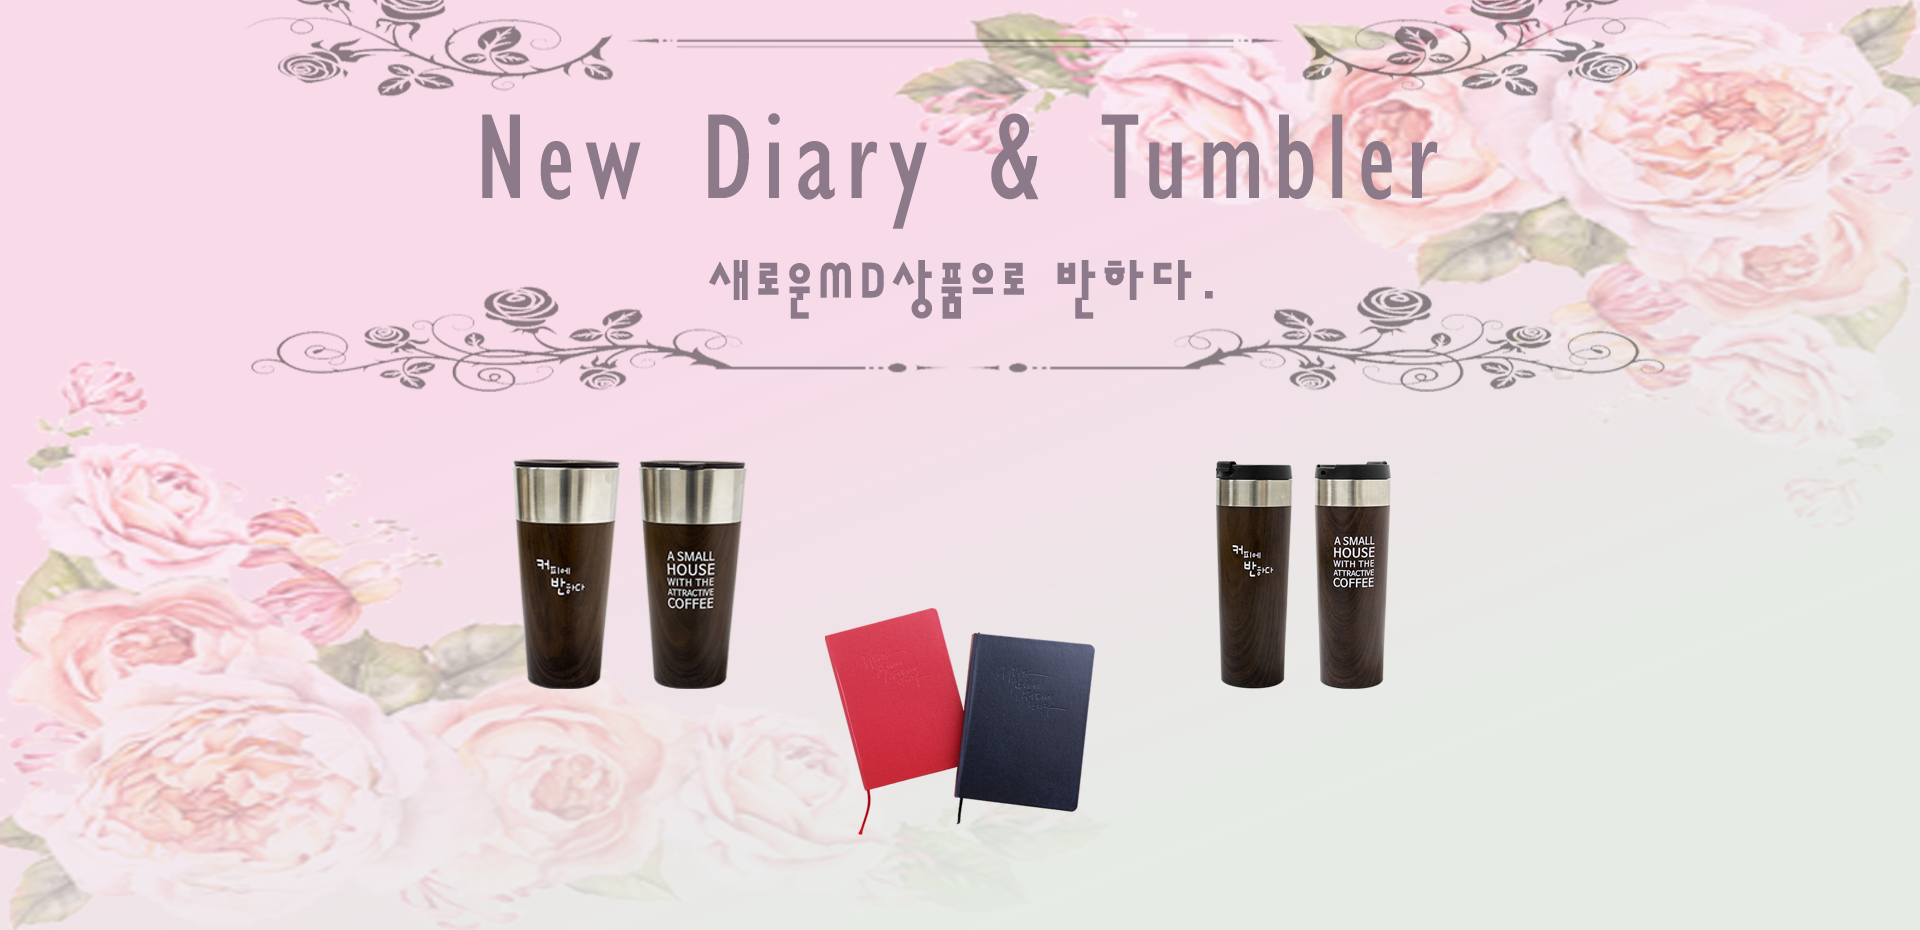 New Diary & Tumbler
새로운MD상품으로 반하다.
커피에
반하다
A SMALL
HOUSE
WITH THE
ATTRACTIVE
COFFEE
커피에
반하다
A SMALL
HOUSE
WITH THE
ATTRACTIVE
COFFEE